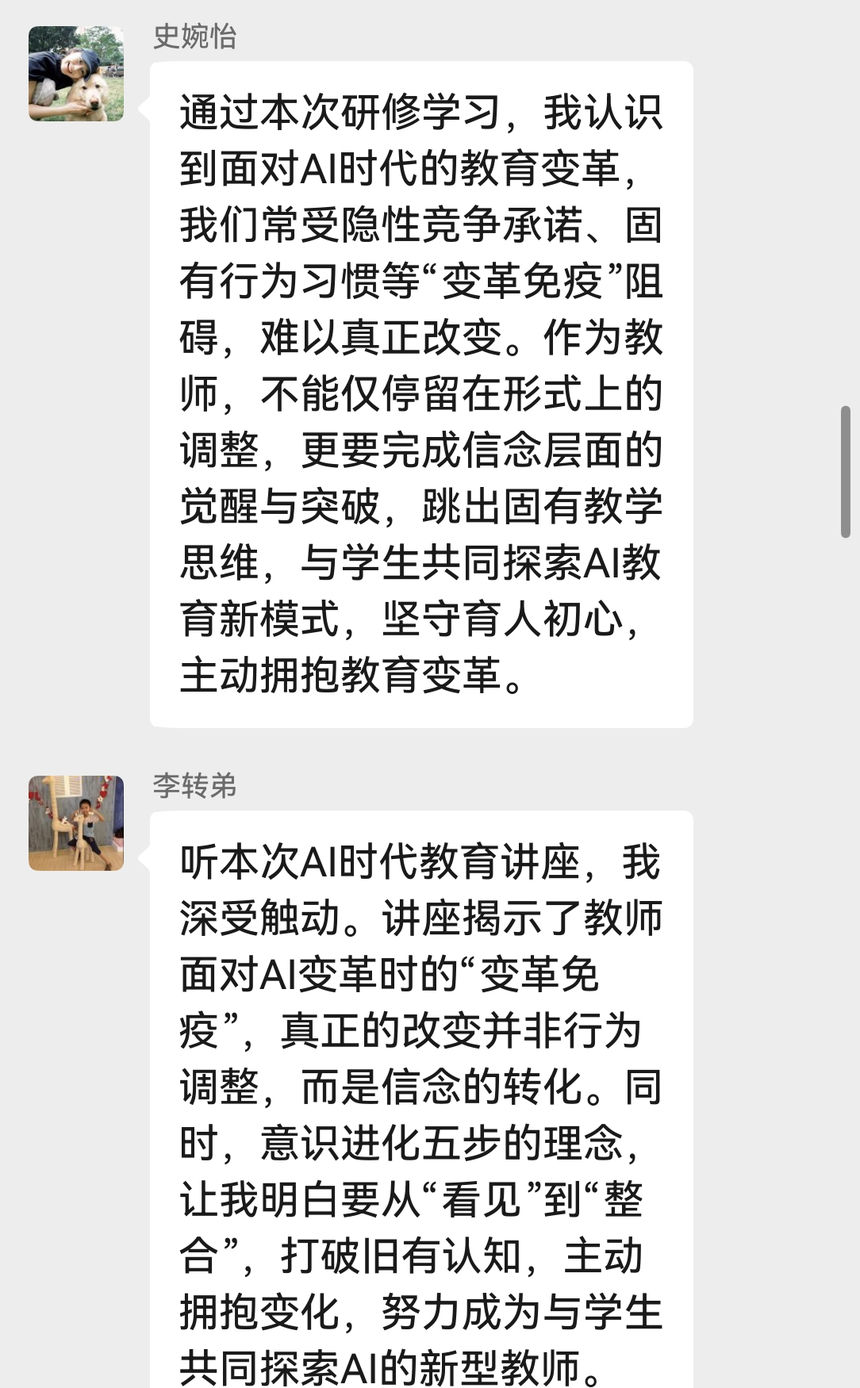 史婉怡
通过本次研修学习，我认识
到面对AI时代的教育变革，
我们常受隐性竞争承诺、固
有行为习惯等“变革免疫”阻
碍，难以真正改变。作为教
师，不能仅停留在形式上的
调整，更要完成信念层面的
觉醒与突破，跳出固有教学
思维，与学生共同探索AI教
育新模式，坚守育人初心，
主动拥抱教育变革。
李转弟
听本次AI时代教育讲座，我
深受触动。讲座揭示了教师
面对AI变革时的“变革免
疫”，真正的改变并非行为
调整，而是信念的转化。同
时，意识进化五步的理念，
让我明白要从“看见”到“整
合”，打破旧有认知，主动
拥抱变化，努力成为与学生
共同探索AI的新型教师。